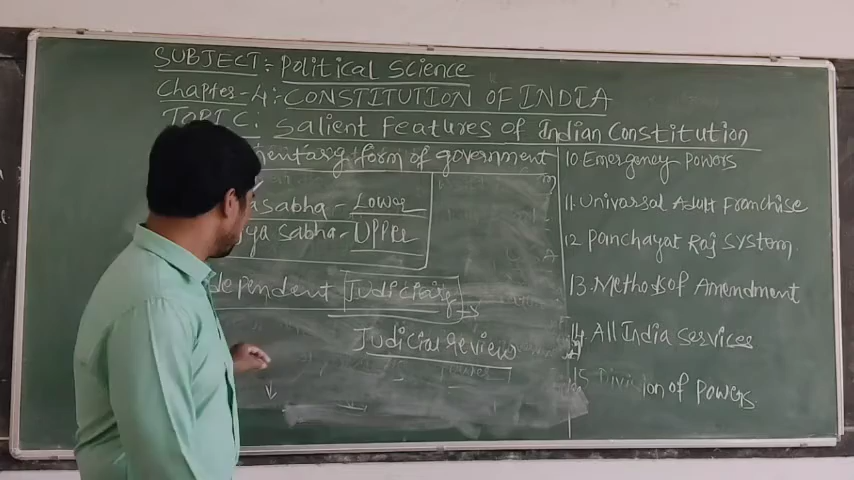 SUBJECT:- Political Science
Chapter-4:- CONSTITUTION OF INDIA
TOPIC: Salient Features of Indian Constitution
mentary form of government
asabha - Lower
ya sabha - Upper
dependent Judiciary
Judicial review
10 Emergency Powers
11. Universal Adult Franchise
12 Panchayat Raj System.
13. Methods of Amendment
14. All India Services
15 Division of Powers